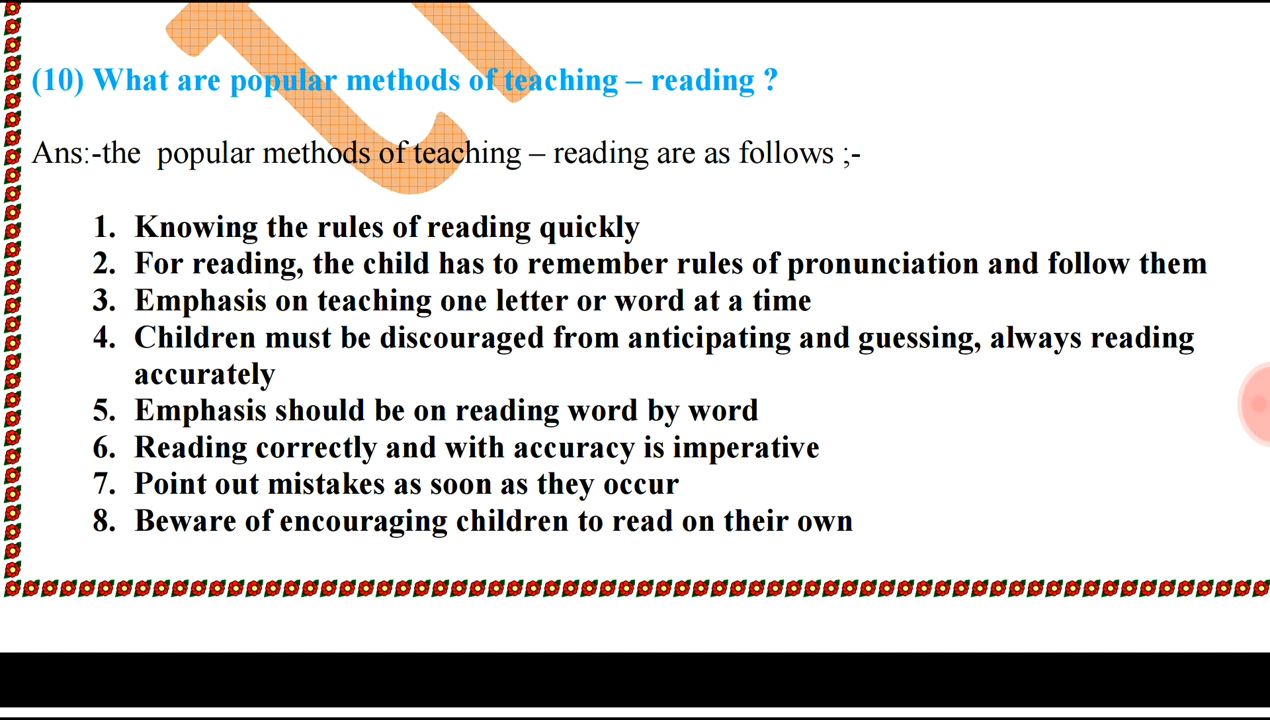 (10) What are popular methods of teaching – reading ?
Ans:-the popular methods of teaching – reading are as follows ;-
1. Knowing the rules of reading quickly
2. For reading, the child has to remember rules of pronunciation and follow them
3. Emphasis on teaching one letter or word at a time
4. Children must be discouraged from anticipating and guessing, always reading
accurately
5. Emphasis should be on reading word by word
6. Reading correctly and with accuracy is imperative
7. Point out mistakes as soon as they occur
8. Beware of encouraging children to read on their own